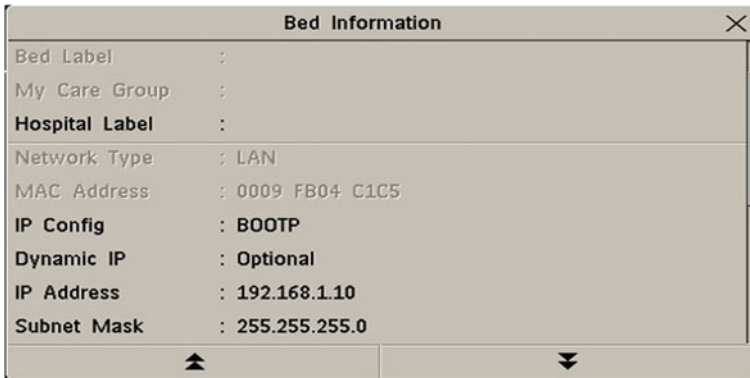 Bed Information
Bed Label :
My Care Group :
Hospital Label :
Network Type : LAN
MAC Address : 0009 FB04 C1C5
IP Config : BOOTP
Dynamic IP : Optional
IP Address : 192.168.1.10
Subnet Mask : 255.255.255.0